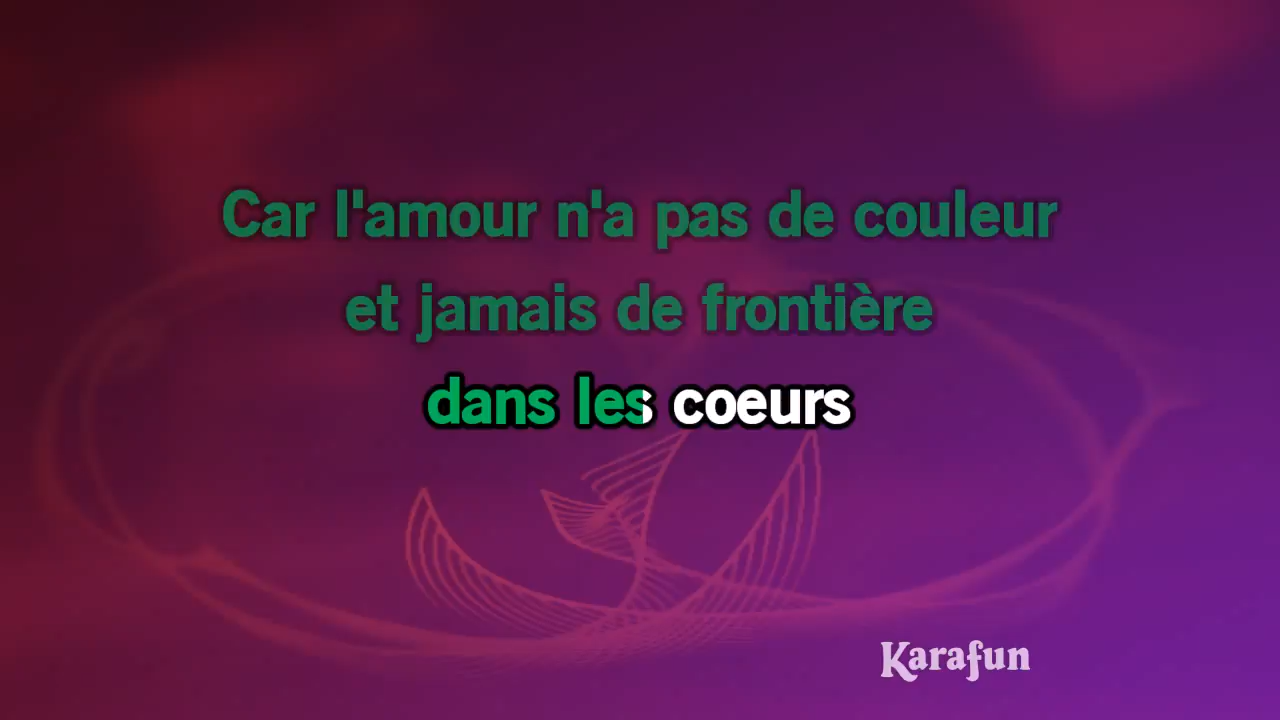 Car l'amour n'a pas de couleur
et jamais de frontière
dans les coeurs
Karafun